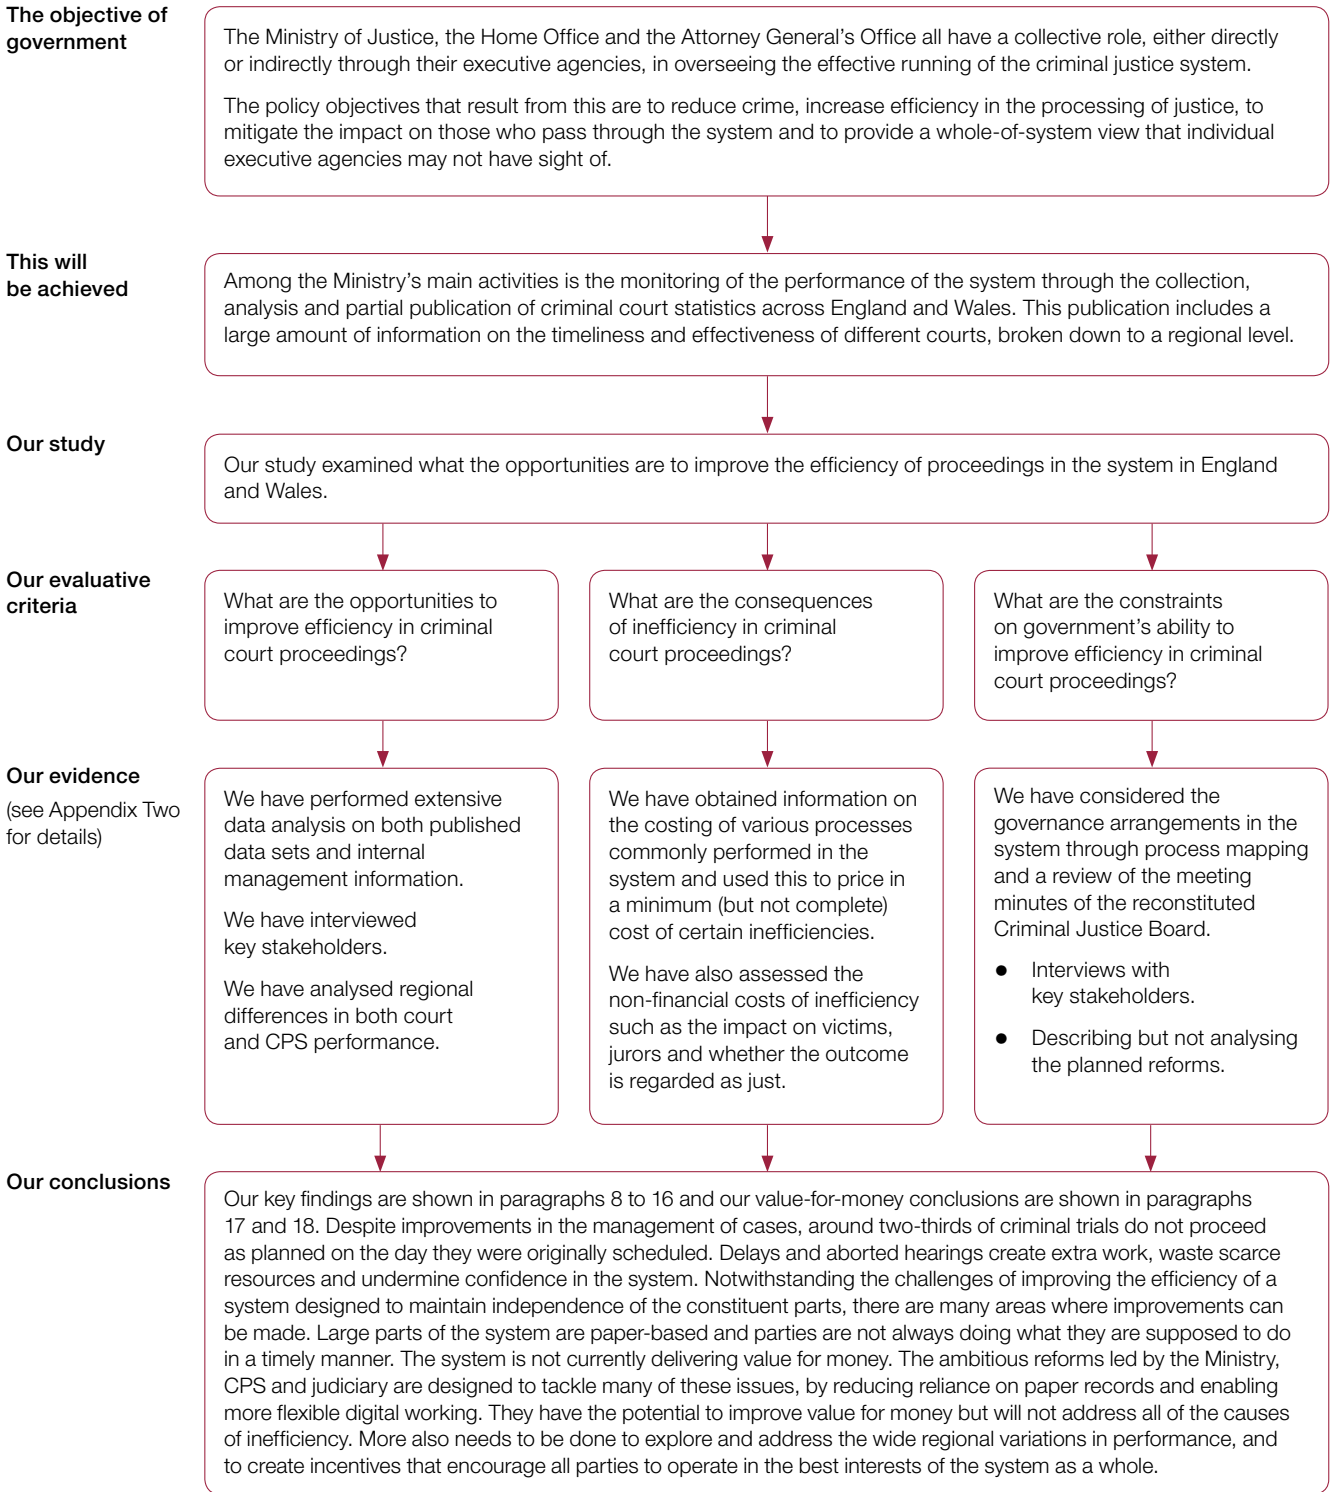 The objective of
government
The Ministry of Justice, the Home Office and the Attorney General's Office all have a collective role, either directly
or indirectly through their executive agencies, in overseeing the effective running of the criminal justice system.
The policy objectives that result from this are to reduce crime, increase efficiency in the processing of justice, to
mitigate the impact on those who pass through the system and to provide a whole-of-system view that individual
executive agencies may not have sight of.
This will
be achieved
Among the Ministry's main activities is the monitoring of the performance of the system through the collection,
analysis and partial publication of criminal court statistics across England and Wales. This publication includes a
large amount of information on the timeliness and effectiveness of different courts, broken down to a regional level.
Our study
Our study examined what the opportunities are to improve the efficiency of proceedings in the system in England
and Wales.
Our evaluative
criteria
What are the opportunities to
improve efficiency in criminal
court proceedings?
What are the consequences
of inefficiency in criminal
court proceedings?
What are the constraints
on government's ability to
improve efficiency in criminal
court proceedings?
Our evidence
(see Appendix Two
for details)
We have performed extensive
data analysis on both published
data sets and internal
management information.
We have interviewed
key stakeholders.
We have analysed regional
differences in both court
and CPS performance.
We have obtained information on
the costing of various processes
commonly performed in the
system and used this to price in
a minimum (but not complete)
cost of certain inefficiencies.
We have also assessed the
non-financial costs of inefficiency
such as the impact on victims,
jurors and whether the outcome
is regarded as just.
We have considered the
governance arrangements in the
system through process mapping
and a review of the meeting
minutes of the reconstituted
Criminal Justice Board.
● Interviews with
key stakeholders.
● Describing but not analysing
the planned reforms.
Our conclusions
Our key findings are shown in paragraphs 8 to 16 and our value-for-money conclusions are shown in paragraphs
17 and 18. Despite improvements in the management of cases, around two-thirds of criminal trials do not proceed
as planned on the day they were originally scheduled. Delays and aborted hearings create extra work, waste scarce
resources and undermine confidence in the system. Notwithstanding the challenges of improving the efficiency of a
system designed to maintain independence of the constituent parts, there are many areas where improvements can
be made. Large parts of the system are paper-based and parties are not always doing what they are supposed to do
in a timely manner. The system is not currently delivering value for money. The ambitious reforms led by the Ministry,
CPS and judiciary are designed to tackle many of these issues, by reducing reliance on paper records and enabling
more flexible digital working. They have the potential to improve value for money but will not address all of the causes
of inefficiency. More also needs to be done to explore and address the wide regional variations in performance, and
to create incentives that encourage all parties to operate in the best interests of the system as a whole.